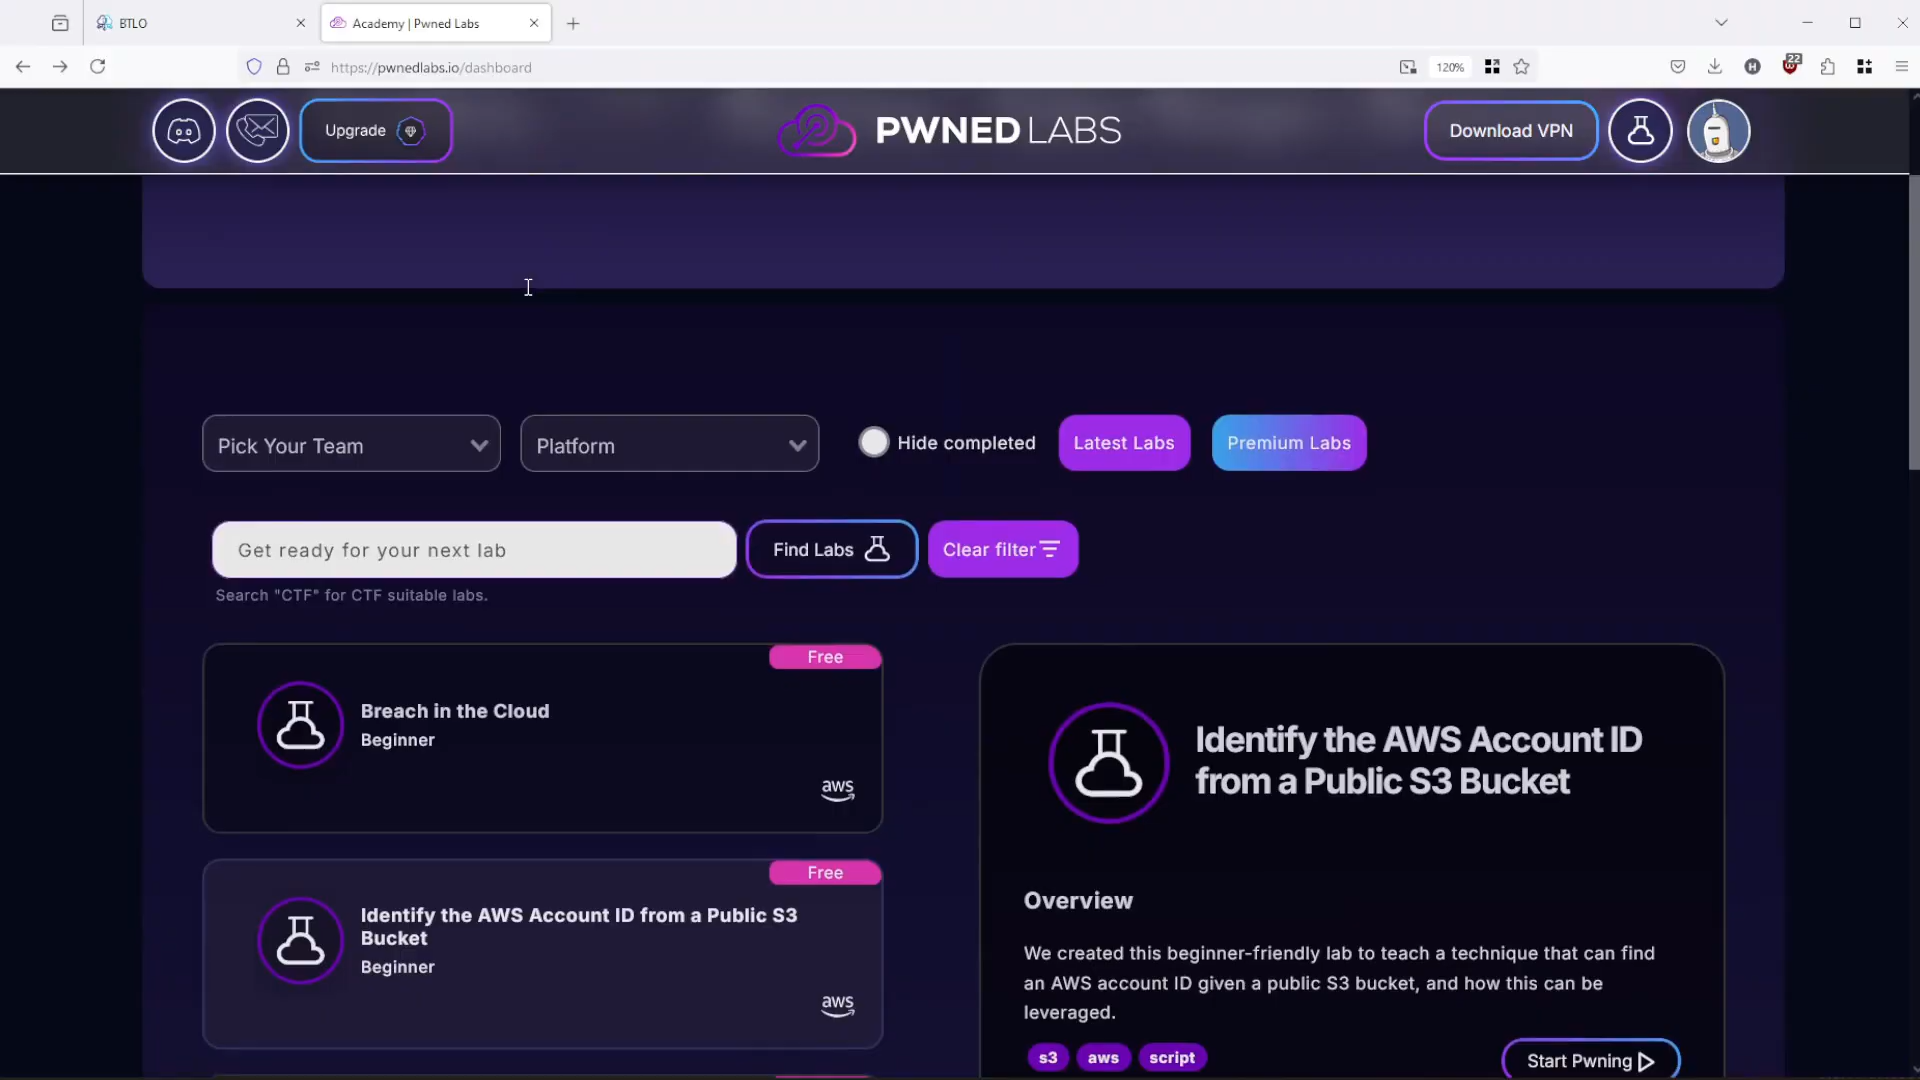 BTLO
Academy | Pwned Labs
https://pwnedlabs.io/dashboard
120%
22
H
Upgrade
PWNED LABS
Download VPN
Pick Your Team
Platform
Hide completed
Latest Labs
Premium Labs
Get ready for your next lab
Find Labs
Clear filter
Search "CTF" for CTF suitable labs.
Free
Breach in the Cloud
Beginner
aws
Free
Identify the AWS Account ID from a Public S3
Bucket
Beginner
aws
Identify the AWS Account ID
from a Public S3 Bucket
Overview
We created this beginner-friendly lab to teach a technique that can find
an AWS account ID given a public S3 bucket, and how this can be
leveraged.
s3 aws script
Start Pwning